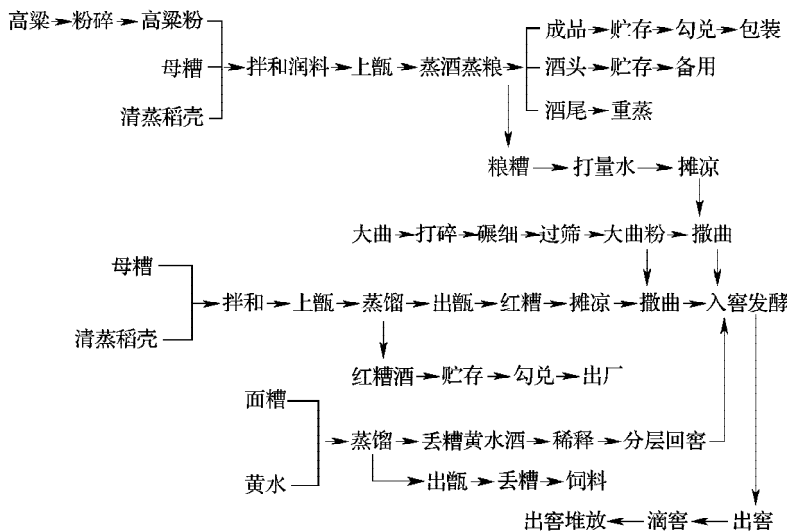 高粱 粉碎 高粱粉 成品 贮存 勾兑 包装
母糟 拌和润料 上甑 蒸酒蒸粮 酒头 贮存 备用
清蒸稻壳 酒尾 重蒸
粮糟 打量水 摊凉
大曲 打碎 碾细 过筛 大曲粉 撒曲
母糟
拌和 上甑 蒸馏 出甑 红糟 摊凉 撒曲 入窖发酵
清蒸稻壳
红糟酒 贮存 勾兑 出厂
面糟
蒸馏 丢糟黄水酒 稀释 分层回窖
黄水 出甑 丢糟 饲料
出窖堆放 滴窖 出窖